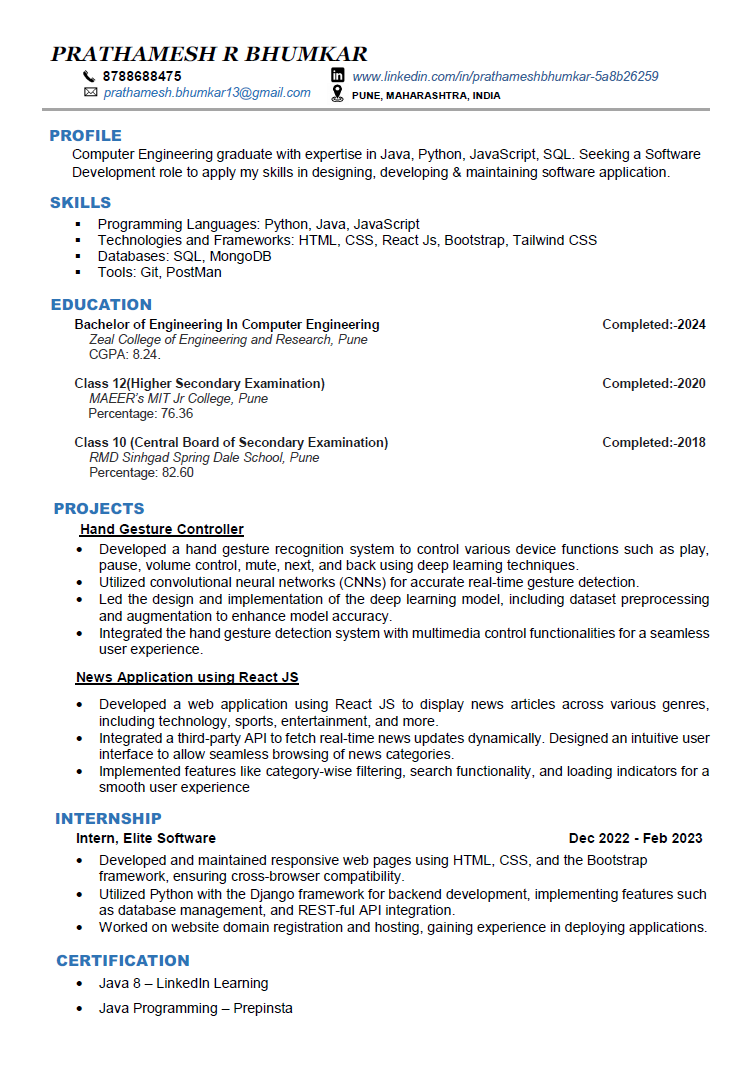 PRATHAMESH R BHUMKAR
8788688475 www.linkedin.com/in/prathameshbhumkar-5a8b26259
prathamesh.bhumkar13@gmail.com PUNE, MAHARASHTRA, INDIA
PROFILE
Computer Engineering graduate with expertise in Java, Python, JavaScript, SQL. Seeking a Software
Development role to apply my skills in designing, developing & maintaining software application.
SKILLS
▪ Programming Languages: Python, Java, JavaScript
▪ Technologies and Frameworks: HTML, CSS, React Js, Bootstrap, Tailwind CSS
▪ Databases: SQL, MongoDB
▪ Tools: Git, PostMan
EDUCATION
Bachelor of Engineering In Computer Engineering Completed:-2024
Zeal College of Engineering and Research, Pune
CGPA: 8.24.
Class 12(Higher Secondary Examination) Completed:-2020
MAEER's MIT Jr College, Pune
Percentage: 76.36
Class 10 (Central Board of Secondary Examination) Completed:-2018
RMD Sinhgad Spring Dale School, Pune
Percentage: 82.60
PROJECTS
Hand Gesture Controller
• Developed a hand gesture recognition system to control various device functions such as play,
pause, volume control, mute, next, and back using deep learning techniques.
• Utilized convolutional neural networks (CNNs) for accurate real-time gesture detection.
• Led the design and implementation of the deep learning model, including dataset preprocessing
and augmentation to enhance model accuracy.
• Integrated the hand gesture detection system with multimedia control functionalities for a seamless
user experience.
News Application using React JS
• Developed a web application using React JS to display news articles across various genres,
including technology, sports, entertainment, and more.
• Integrated a third-party API to fetch real-time news updates dynamically. Designed an intuitive user
interface to allow seamless browsing of news categories.
• Implemented features like category-wise filtering, search functionality, and loading indicators for a
smooth user experience
INTERNSHIP
Intern, Elite Software Dec 2022 - Feb 2023
• Developed and maintained responsive web pages using HTML, CSS, and the Bootstrap
framework, ensuring cross-browser compatibility.
• Utilized Python with the Django framework for backend development, implementing features such
as database management, and REST-ful API integration.
• Worked on website domain registration and hosting, gaining experience in deploying applications.
CERTIFICATION
• Java 8 – LinkedIn Learning
• Java Programming – Prepinsta